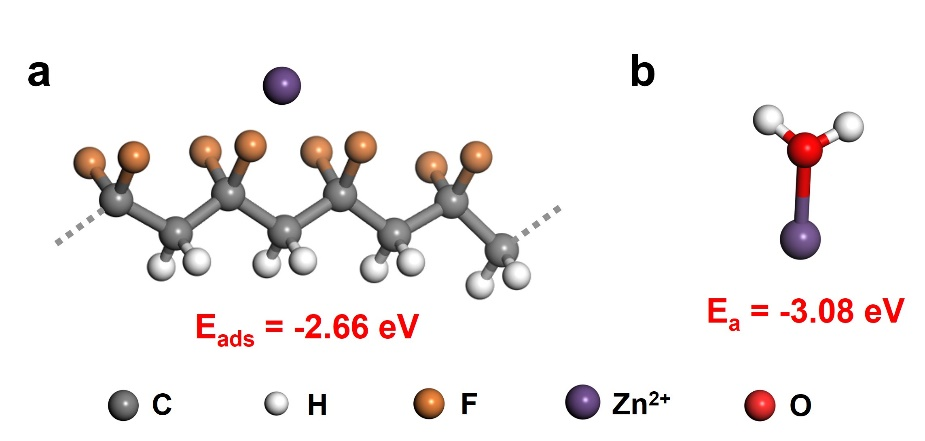 a
b
E_ads = -2.66 eV
E_a = -3.08 eV
C H F Zn²⁺ O